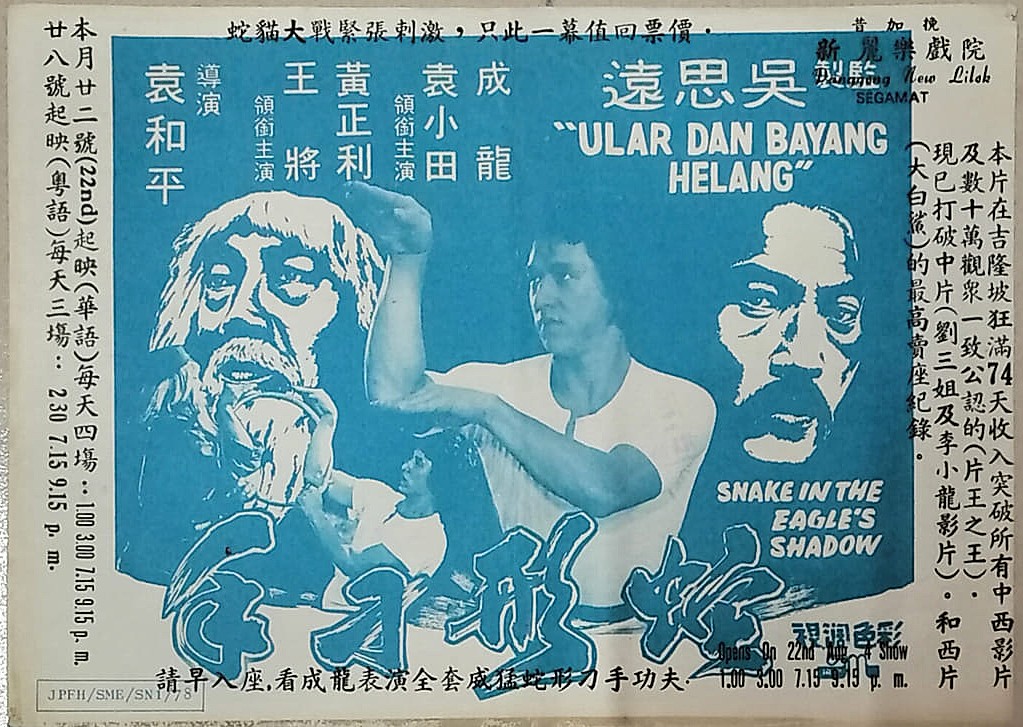 蛇貓大戰緊張刺激，只此一幕值回票價．
昔加挽
新麗樂戲院
Panggong New Lilok
SEGAMAT
本片在吉隆坡狂滿74天收入突破所有中西影片
及數十萬觀眾一致公認的(片王之王)．
現已打破中片(劉三姐及李小龍影片)。和西片
(大白鯊)的最高賣座紀錄。
監製
吳思遠
"ULAR DAN BAYANG
HELANG"
成龍
袁小田
領銜主演
黃正利
王將
領銜主演
導演
袁和平
本月廿二號(22nd)起映(華語)每天四塲：1.00 3.00 7.15 9.15 p. m.
廿八號起映(粵語)每天三塲：2.30 7.15 9.15 p. m.
SNAKE IN THE
EAGLE'S
SHADOW
蛇形刁手
彩色
Opens On 22nd Aug. 4 Show
1.00 3.00 7.15 9.15 p. m.
請早入座,看成龍表演全套威猛蛇形刁手功夫.
JPFH/SME/SN1/78